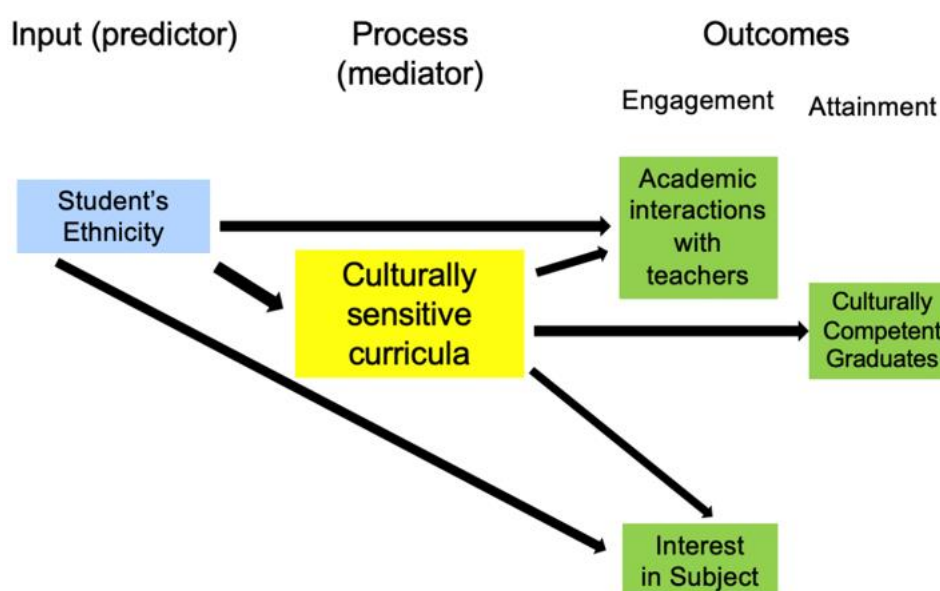 Input (predictor)
Process
(mediator)
Outcomes
Engagement
Attainment
Student's
Ethnicity
Academic
interactions
with
teachers
Culturally
sensitive
curricula
Culturally
Competent
Graduates
Interest
in Subject